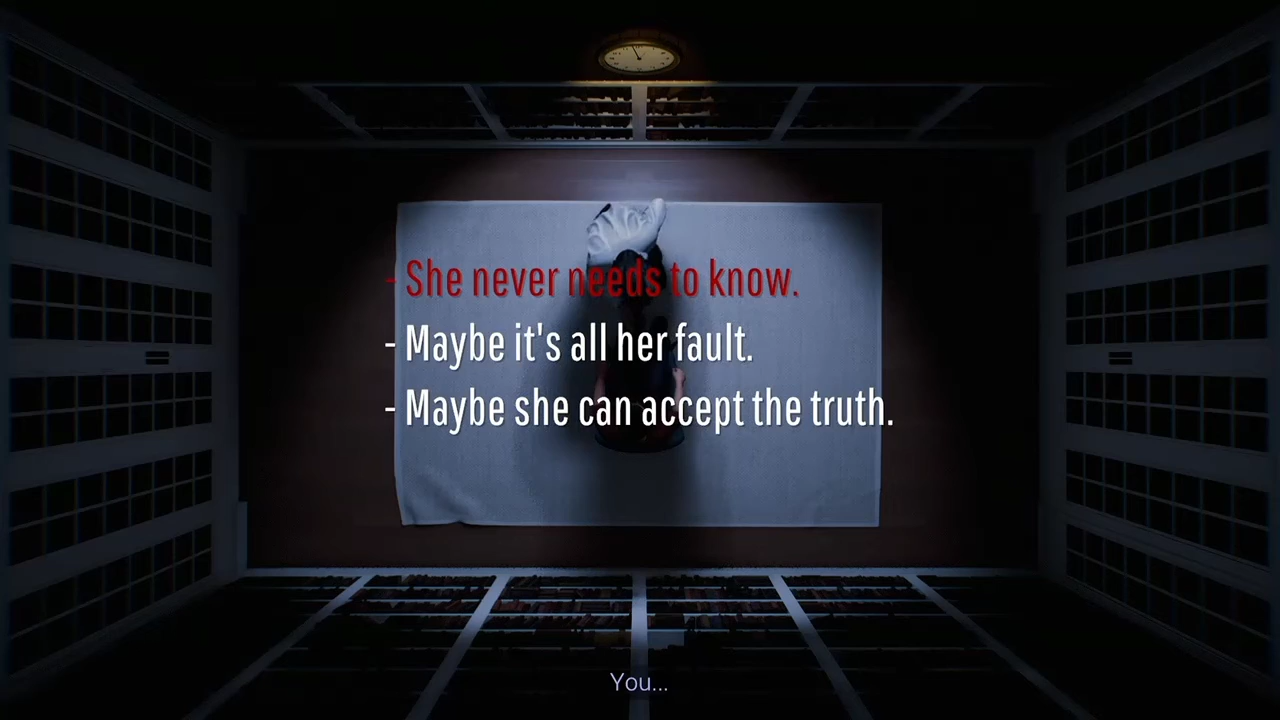 - She never needs to know.
- Maybe it's all her fault.
- Maybe she can accept the truth.
You...